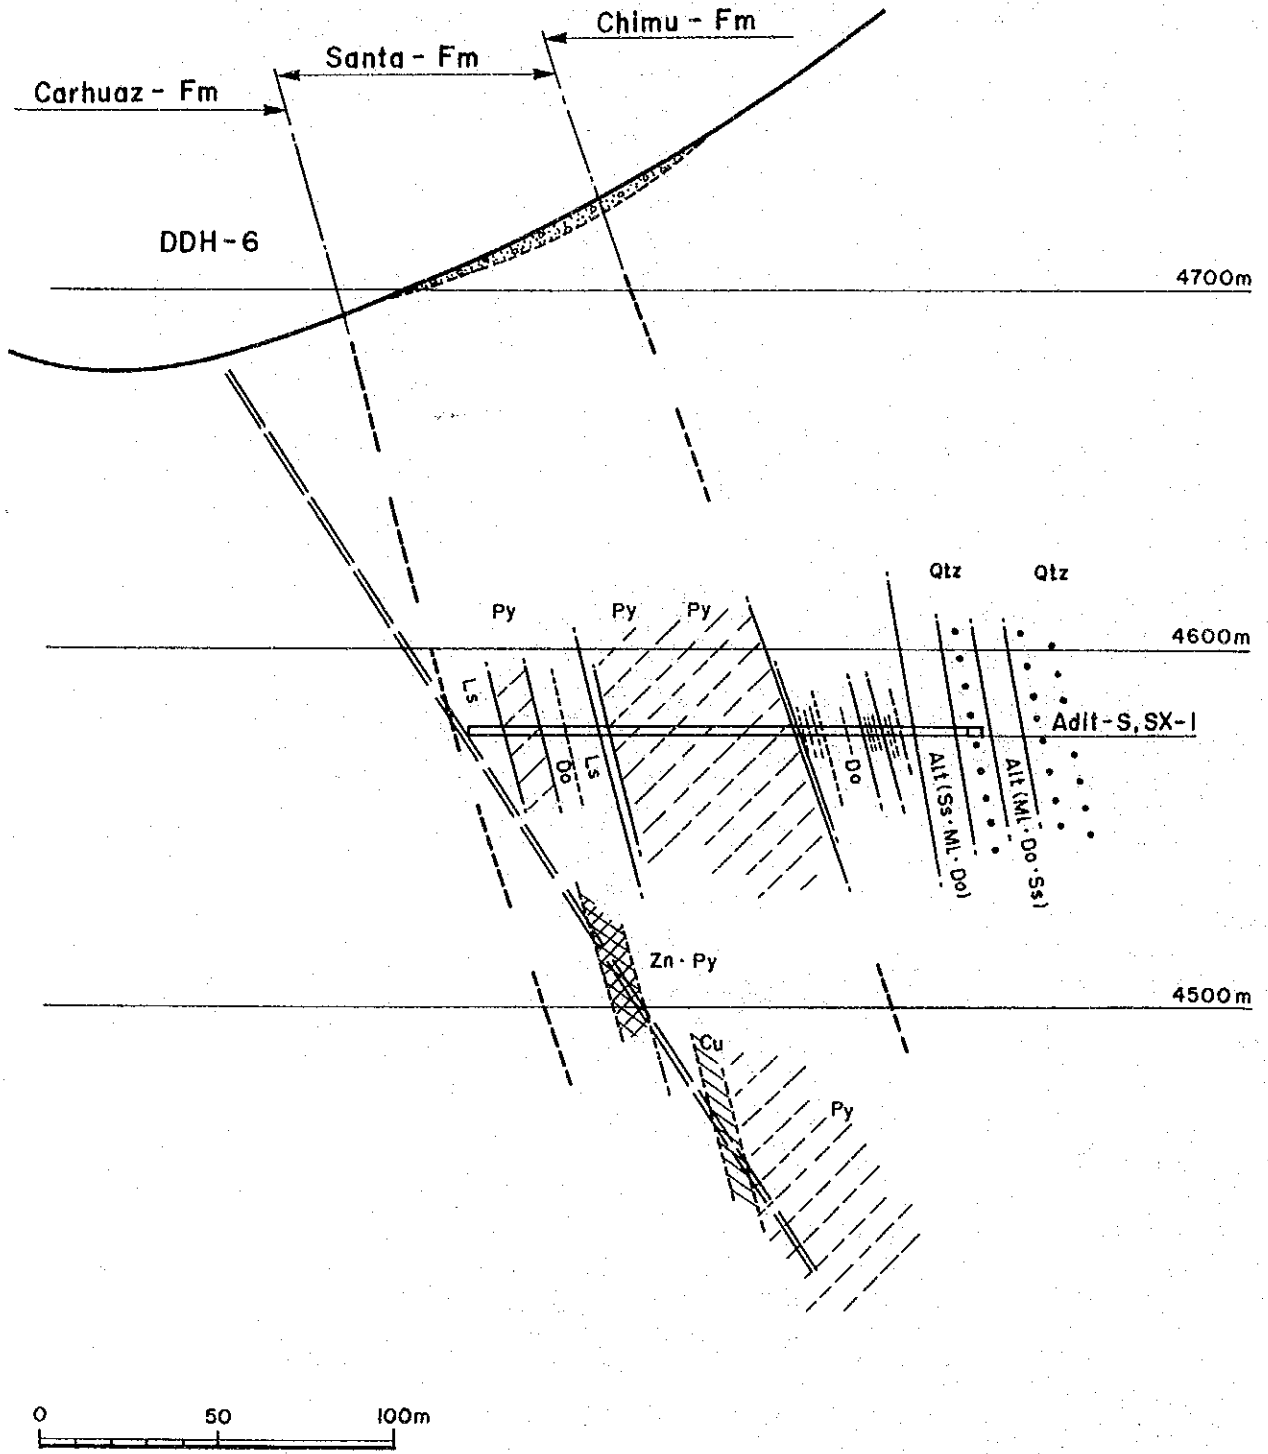 Chimu - Fm
Santa - Fm
Carhuaz - Fm
DDH - 6
4700m
Qtz
Qtz
Py
Py
Py
4600m
Ls
Adit-S, SX-1
Do
Ls
Do
Alt (Ss · ML · Do)
Alt (ML · Do · Ss)
Zn · Py
4500m
Cu
Py
0 50 100m